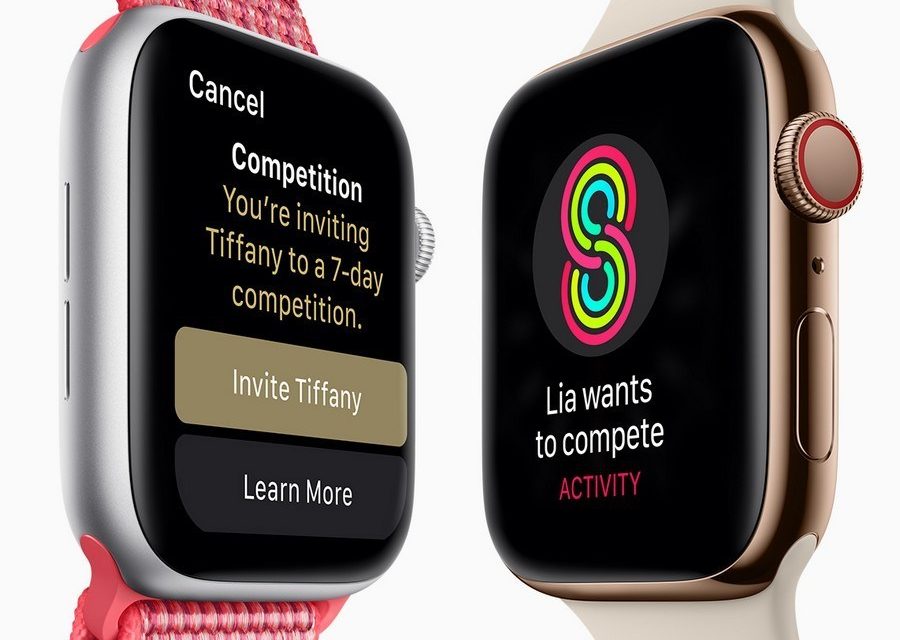 Cancel
Competition
You’re inviting
Tiffany to a 7-day
competition.
Invite Tiffany
Learn More
Lia wants
to compete
ACTIVITY